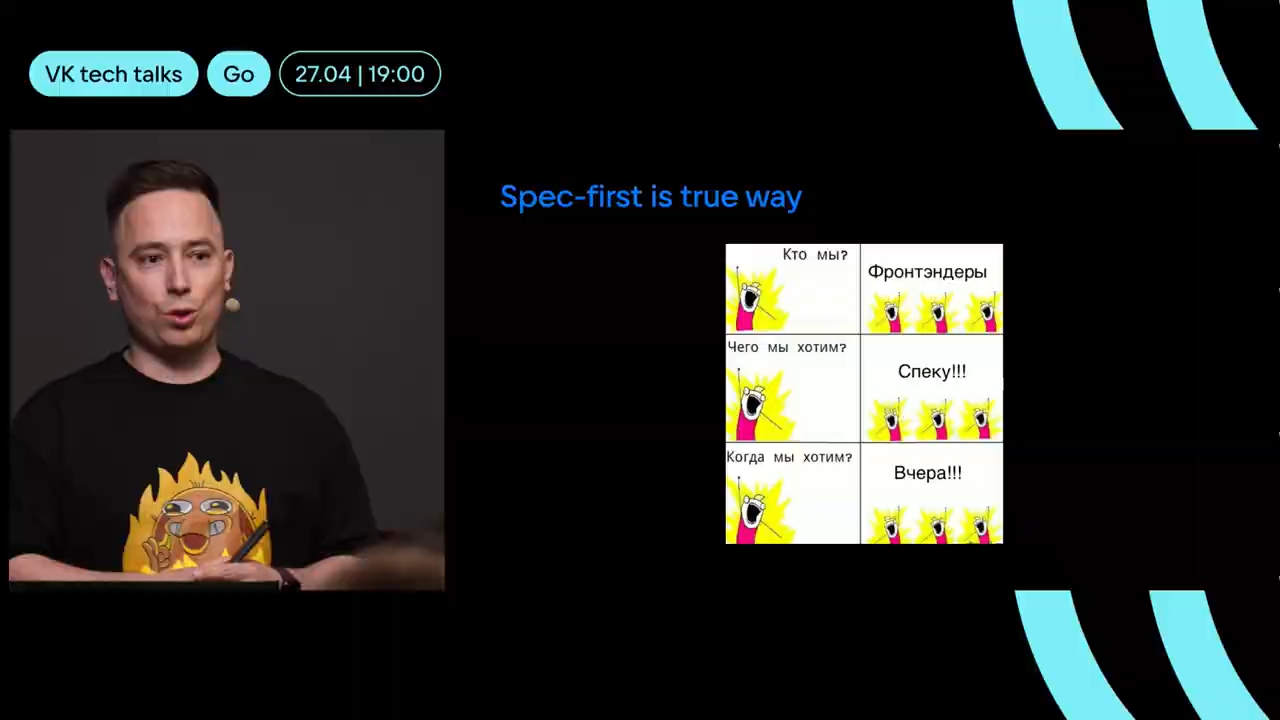 VK tech talks
Go
27.04 | 19:00
Spec-first is true way
Кто мы?
Фронтэндеры
Чего мы хотим?
Спеку!!!
Когда мы хотим?
Вчера!!!